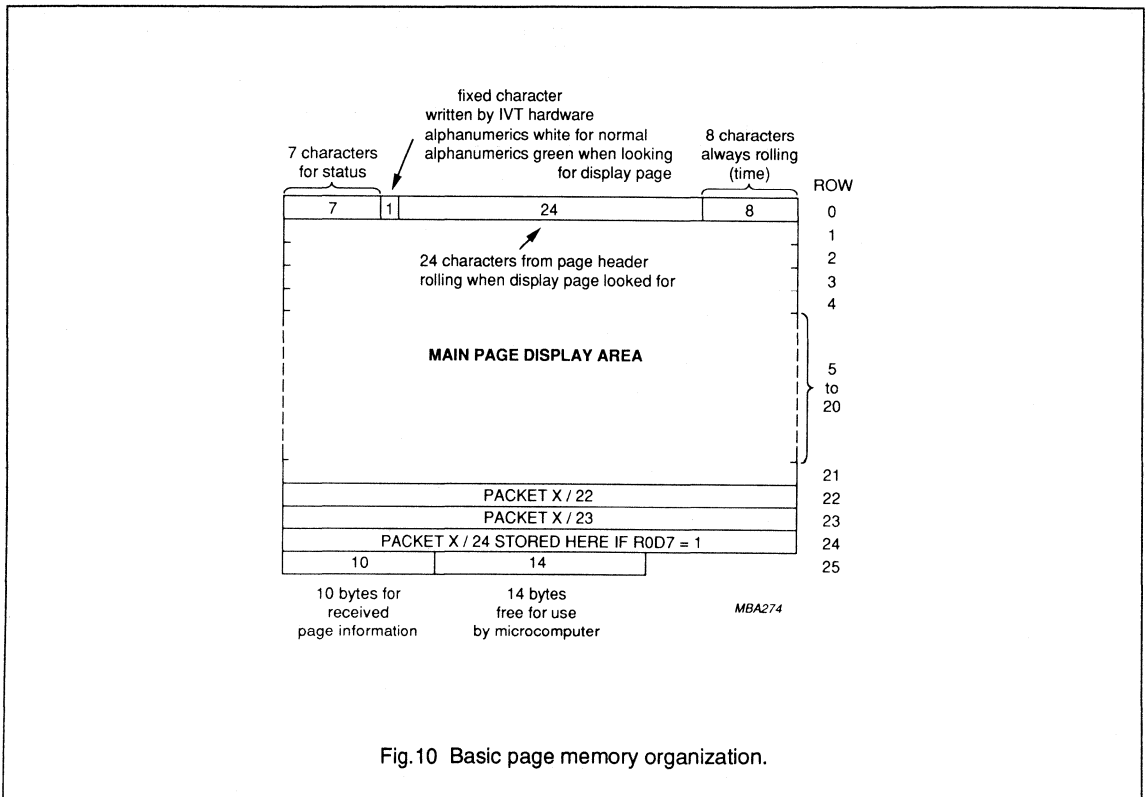 fixed character
written by IVT hardware
alphanumerics white for normal
alphanumerics green when looking
for display page
7 characters
for status
8 characters
always rolling
(time)
ROW
7
1
24
8
0
1
24 characters from page header
rolling when display page looked for
2
3
4
MAIN PAGE DISPLAY AREA
5
to
20
21
PACKET X / 22
22
PACKET X / 23
23
PACKET X / 24 STORED HERE IF R0D7 = 1
24
10
14
25
10 bytes for
received
page information
14 bytes
free for use
by microcomputer
MBA274
Fig.10 Basic page memory organization.